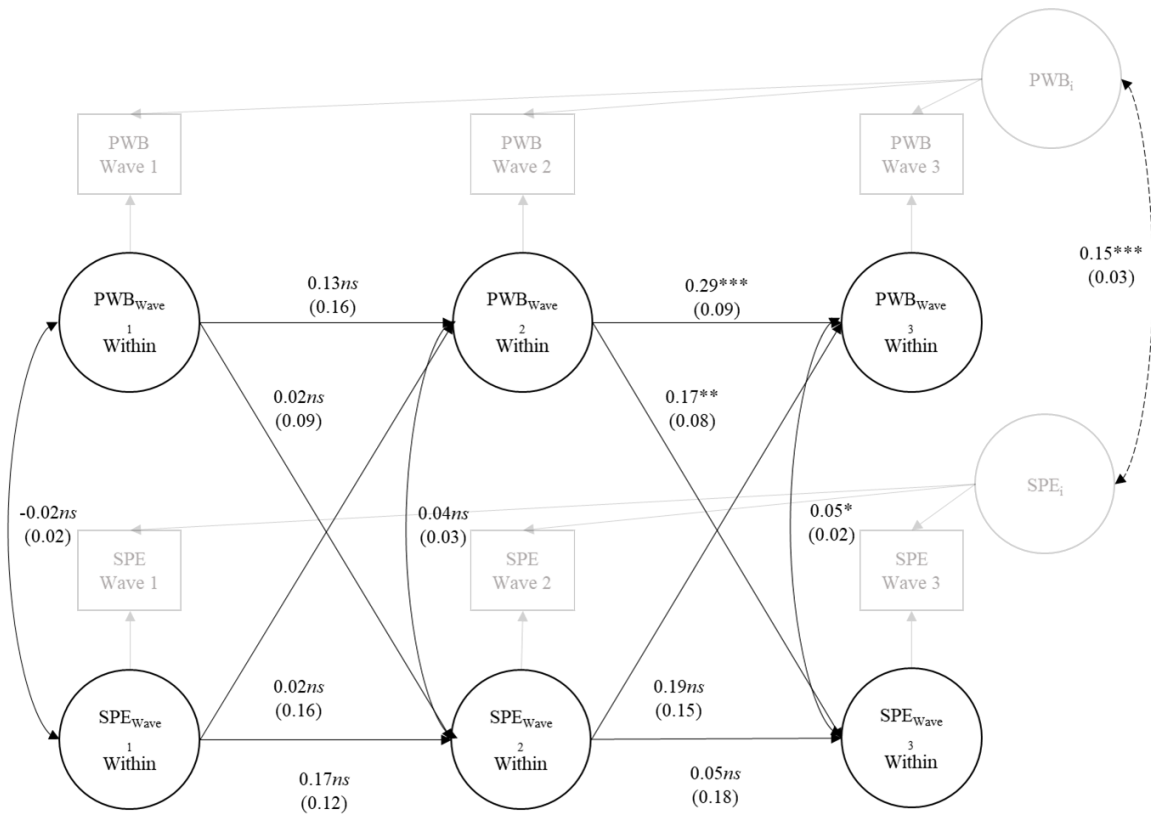 PWBi
PWB
Wave 1
PWB
Wave 2
PWB
Wave 3
0.15***
(0.03)
PWBWave
1
Within
0.13ns
(0.16)
PWBWave
2
Within
0.29***
(0.09)
PWBWave
3
Within
0.02ns
(0.09)
0.17**
(0.08)
SPEi
-0.02ns
(0.02)
0.04ns
(0.03)
0.05*
(0.02)
SPE
Wave 1
SPE
Wave 2
SPE
Wave 3
0.02ns
(0.16)
0.19ns
(0.15)
SPEWave
1
Within
SPEWave
2
Within
SPEWave
3
Within
0.17ns
(0.12)
0.05ns
(0.18)